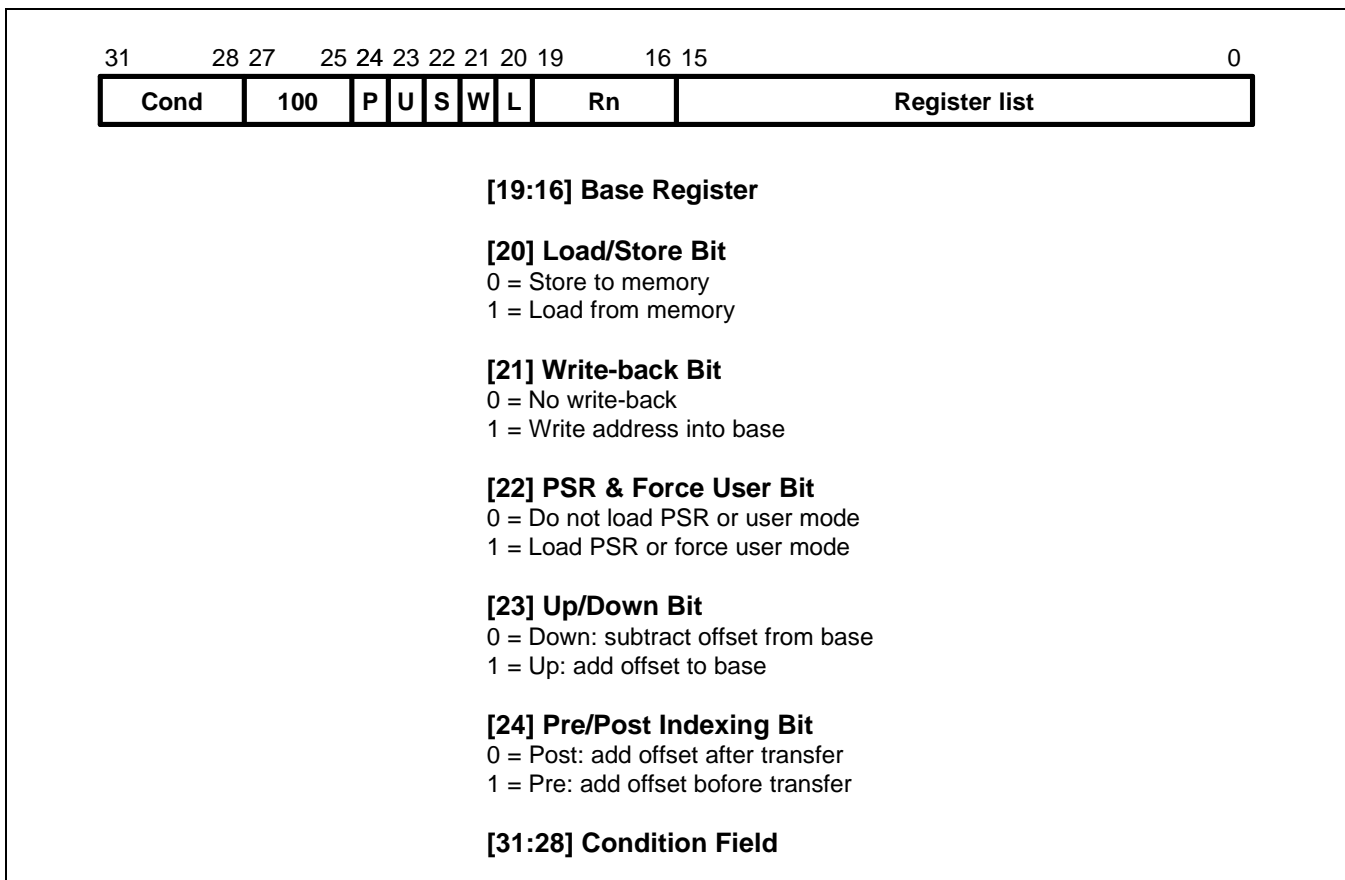 31 28 27 25 24 23 22 21 20 19 16 15 0
Cond 100 P U S W L Rn Register list
[19:16] Base Register
[20] Load/Store Bit
0 = Store to memory
1 = Load from memory
[21] Write-back Bit
0 = No write-back
1 = Write address into base
[22] PSR & Force User Bit
0 = Do not load PSR or user mode
1 = Load PSR or force user mode
[23] Up/Down Bit
0 = Down: subtract offset from base
1 = Up: add offset to base
[24] Pre/Post Indexing Bit
0 = Post: add offset after transfer
1 = Pre: add offset bofore transfer
[31:28] Condition Field